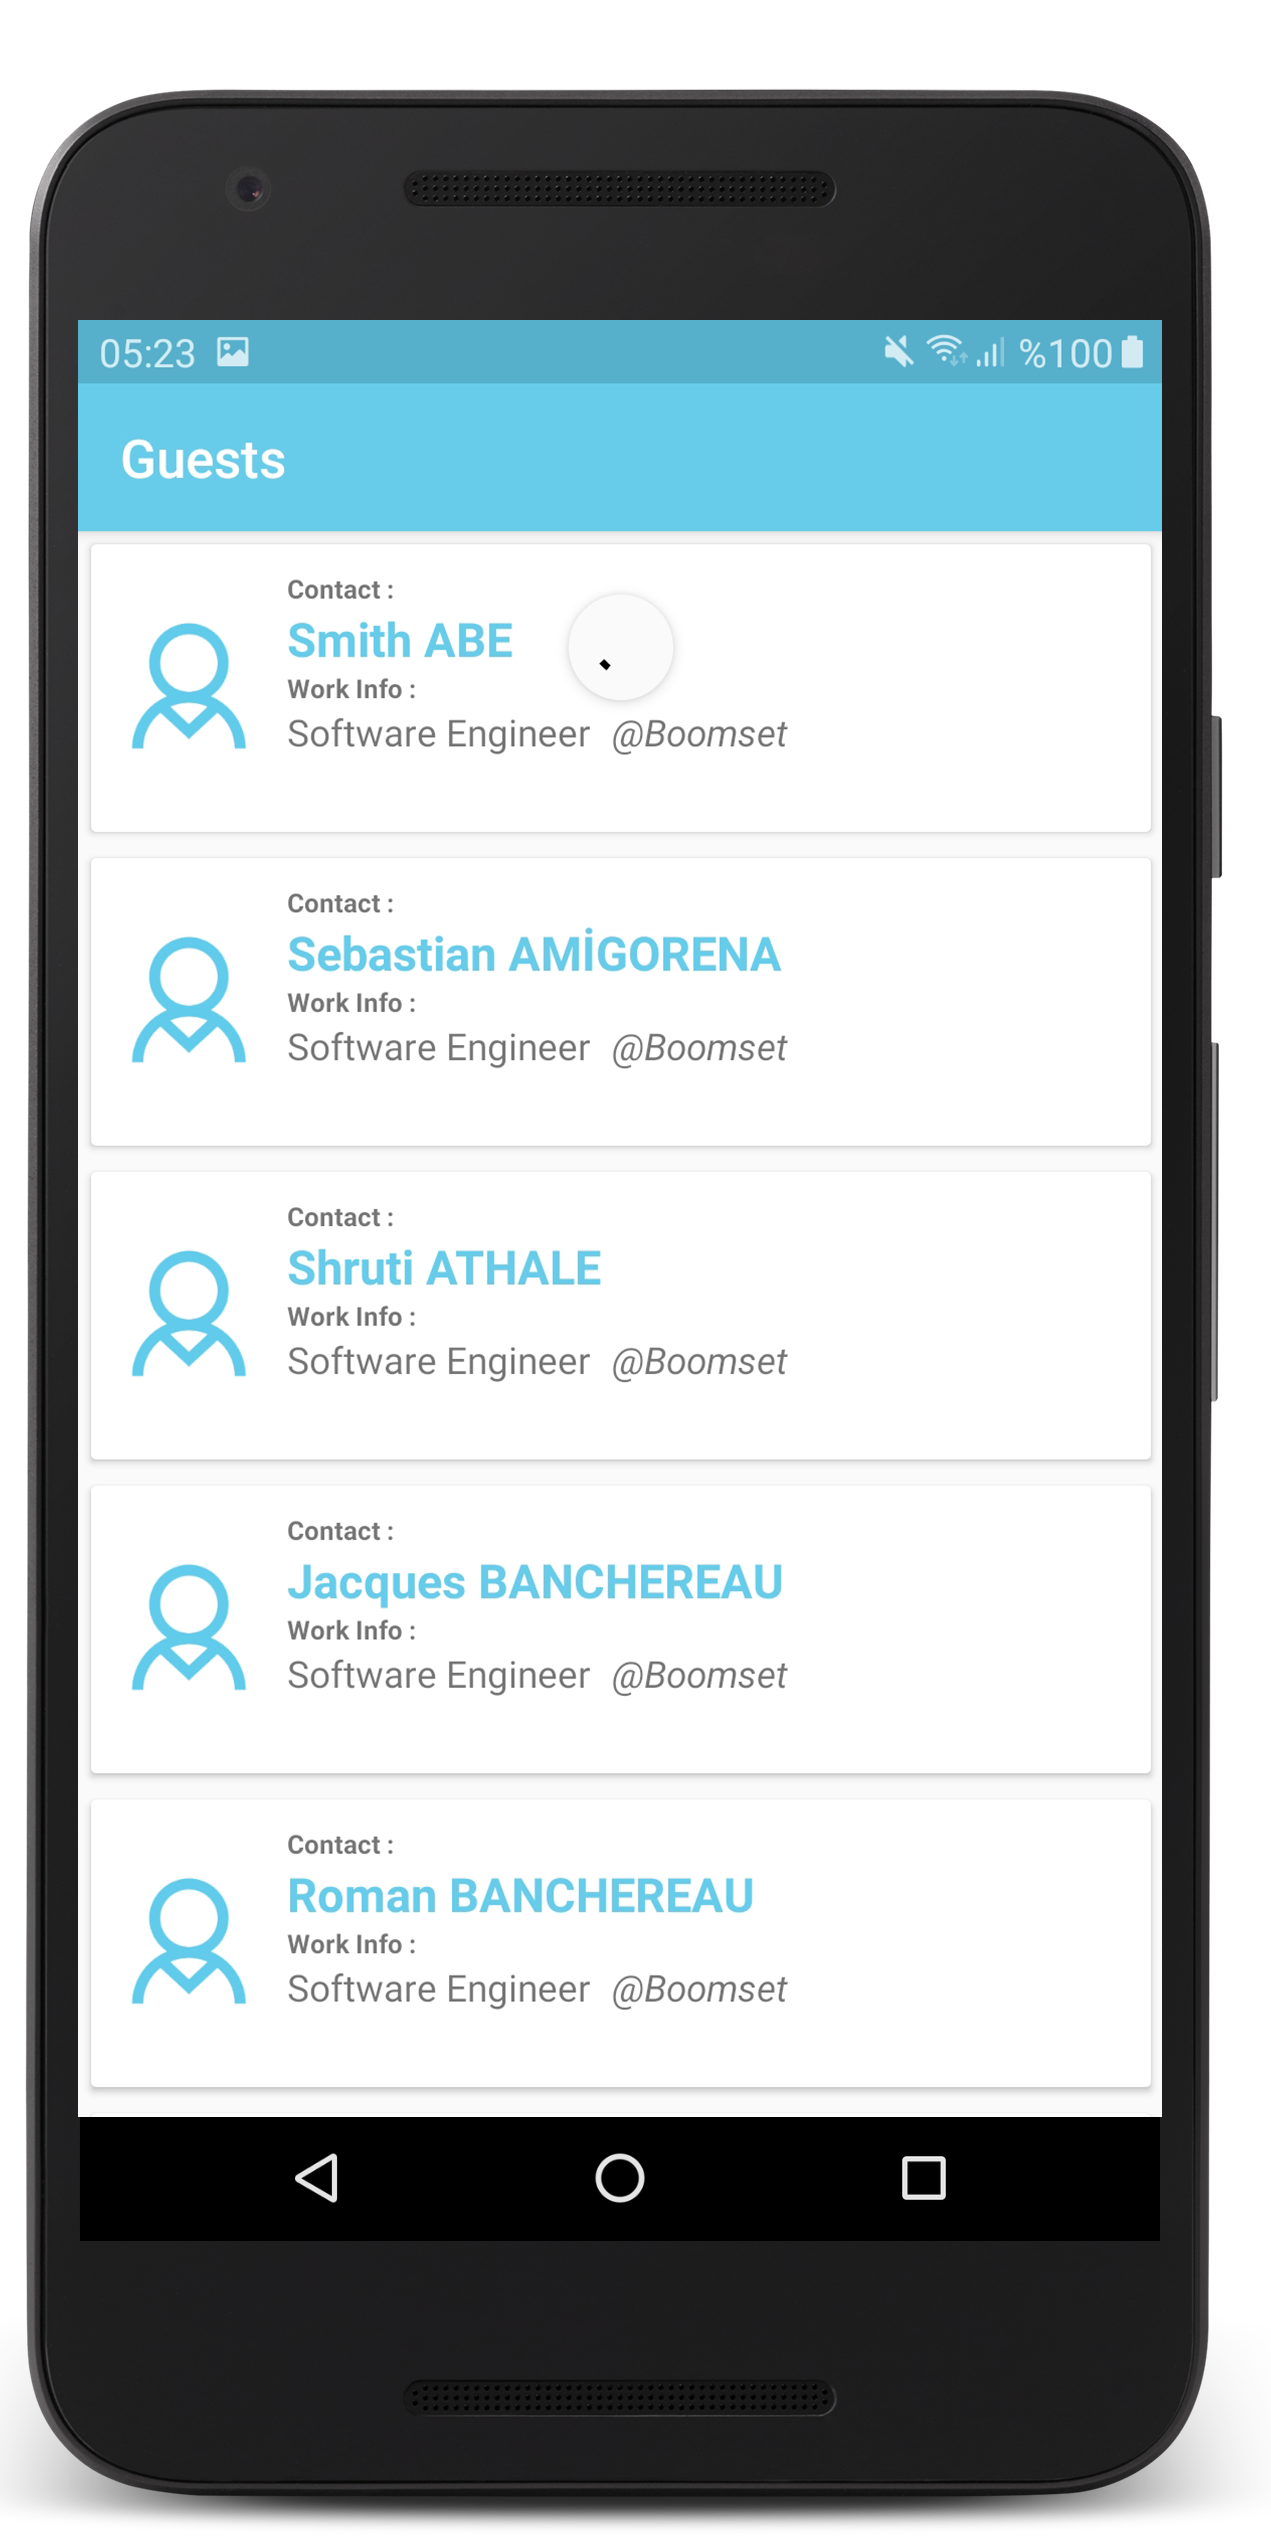 05:23 %100
Guests
Contact :
Smith ABE
Work Info :
Software Engineer @Boomset
Contact :
Sebastian AMİGORENA
Work Info :
Software Engineer @Boomset
Contact :
Shruti ATHALE
Work Info :
Software Engineer @Boomset
Contact :
Jacques BANCHEREAU
Work Info :
Software Engineer @Boomset
Contact :
Roman BANCHEREAU
Work Info :
Software Engineer @Boomset